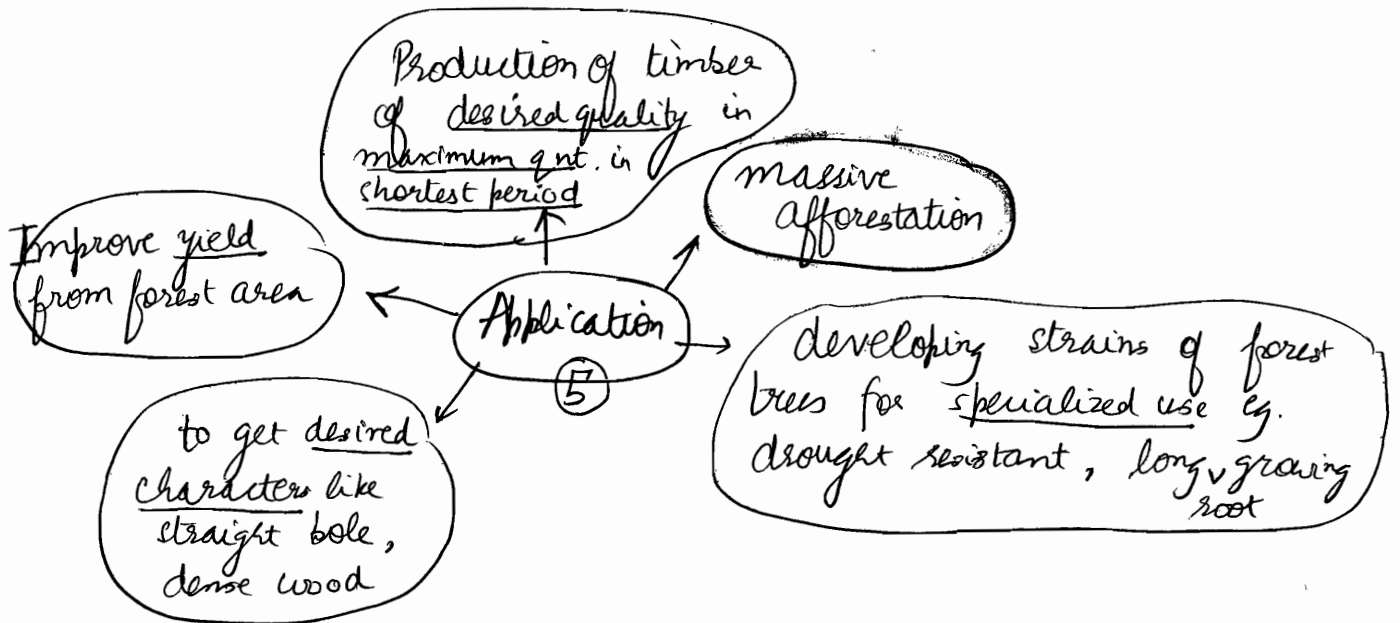 Production of timber
of desired quality in
maximum qnt. in
shortest period
massive
afforestation
Improve yield
from forest area
Application
5
developing strains of forest
trees for specialized use eg.
drought resistant, long growing
root
to get desired
characters like
straight bole,
dense wood